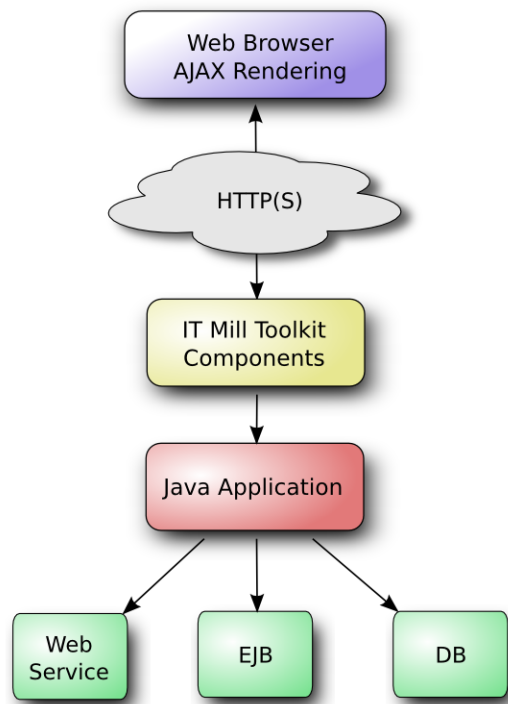 Web Browser
AJAX Rendering
HTTP(S)
IT Mill Toolkit
Components
Java Application
Web
Service
EJB
DB